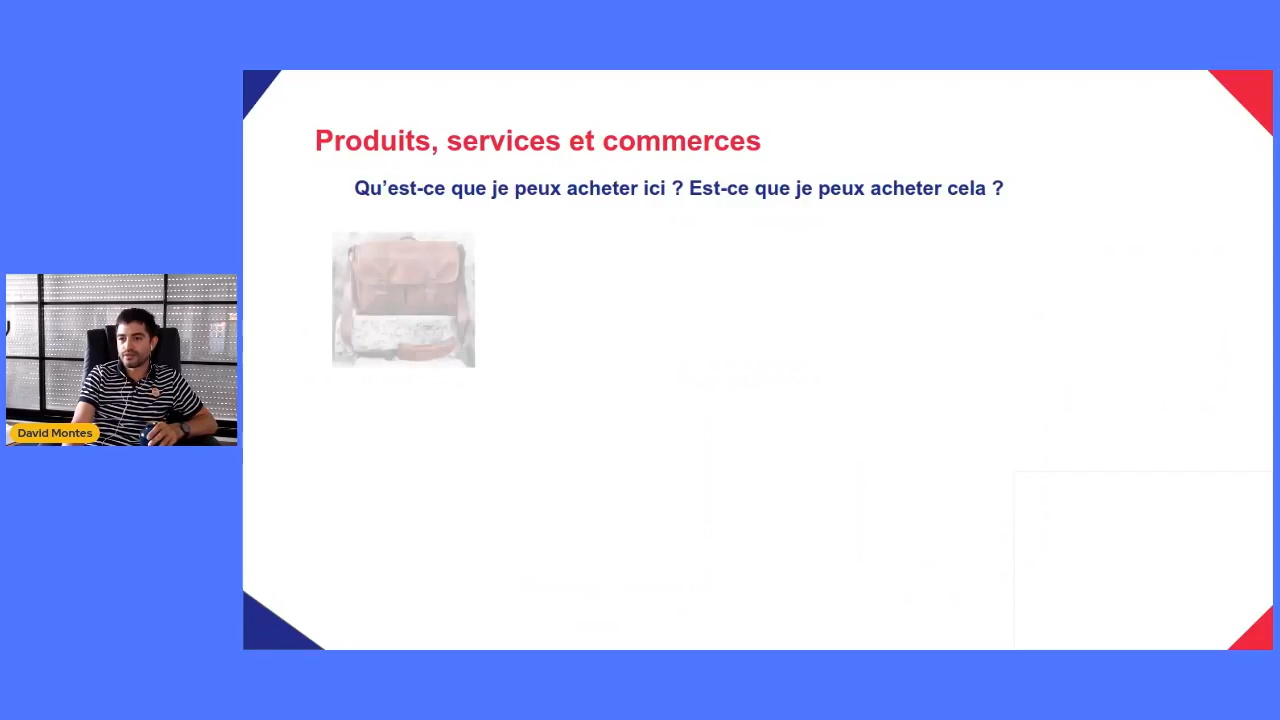 Produits, services et commerces
Qu’est-ce que je peux acheter ici ? Est-ce que je peux acheter cela ?
David Montes